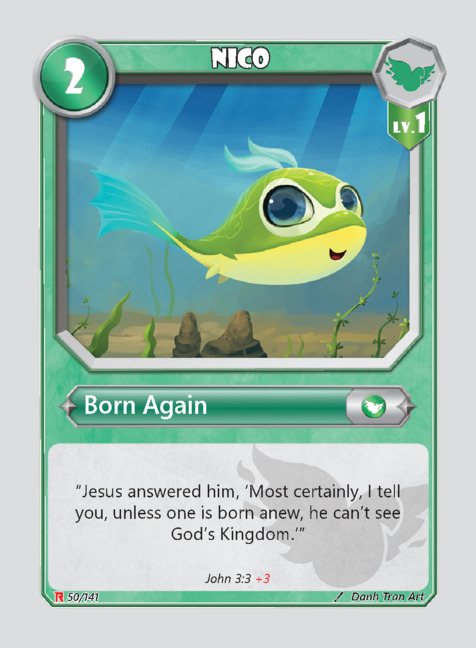 NICO
2
LV.1
Born Again
“Jesus answered him, ‘Most certainly, I tell
you, unless one is born anew, he can’t see
God’s Kingdom.’”
John 3:3 +3
R 50/141
Danh Tran Art